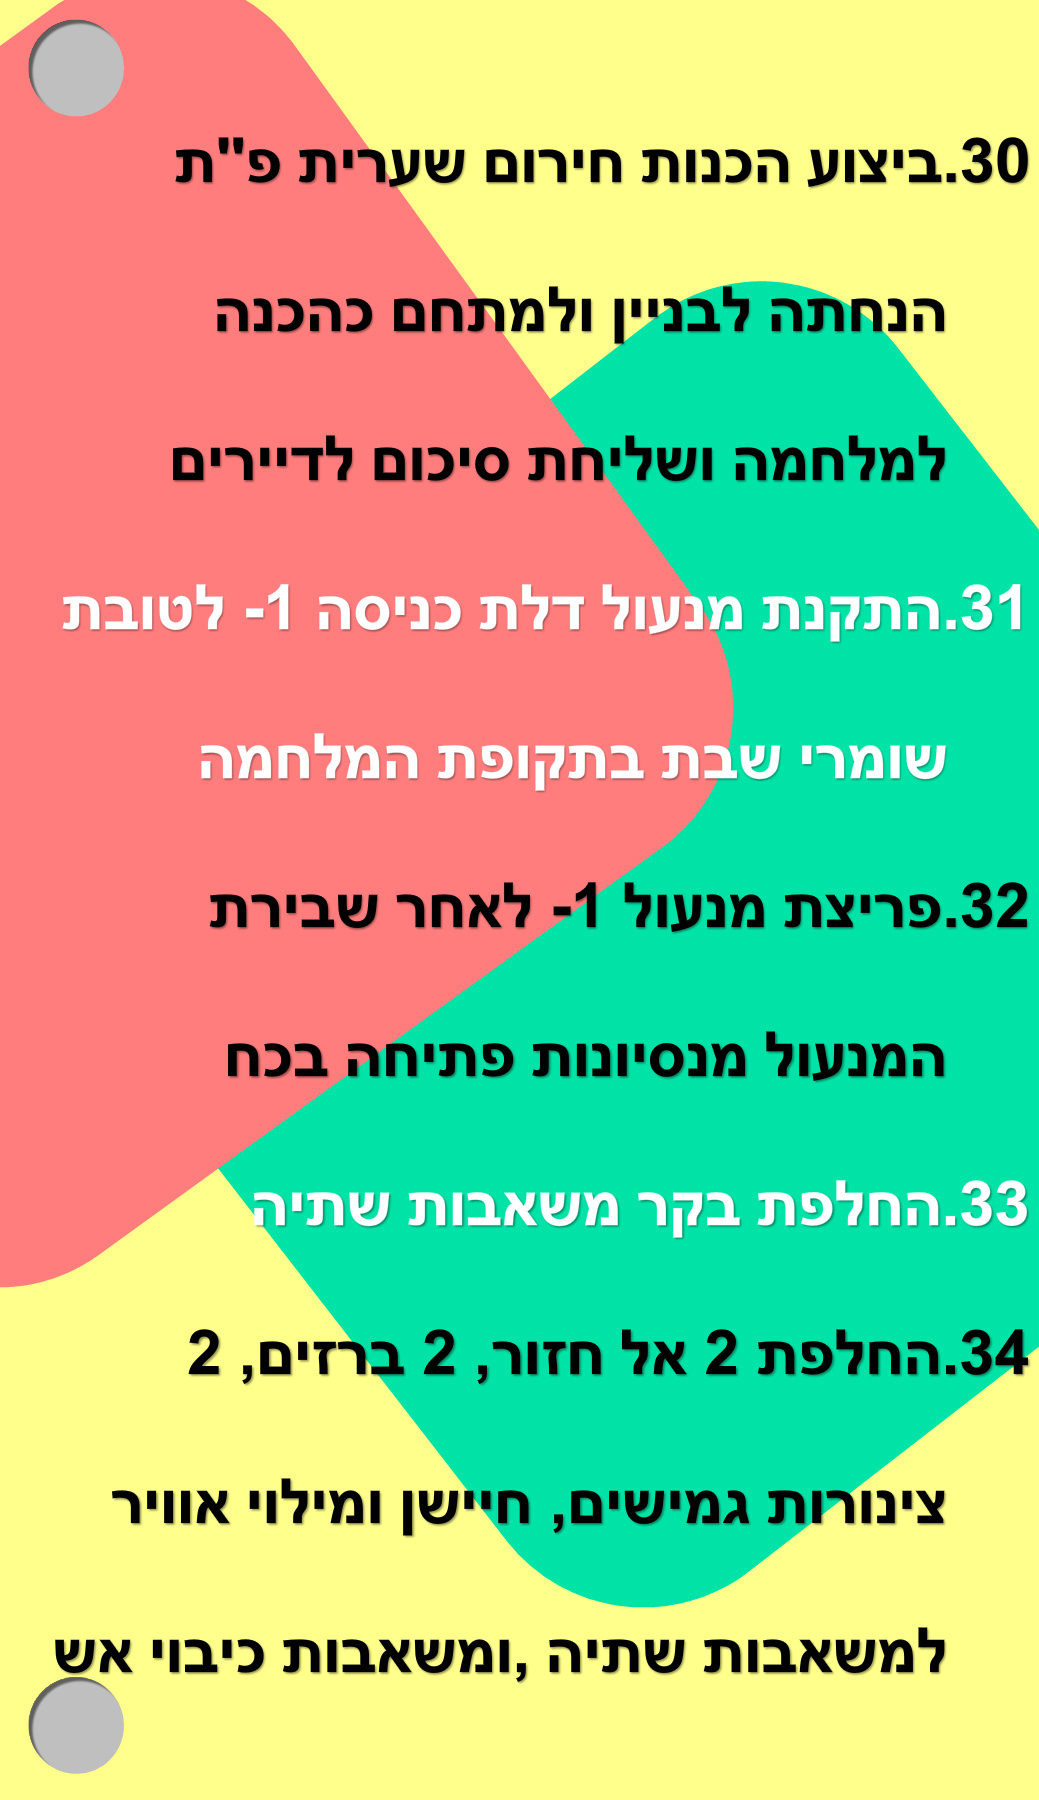 30.ביצוע הכנות חירום שערית פ"ת
הנחתה לבניין ולמתחם כהכנה
למלחמה ושליחת סיכום לדיירים
31.התקנת מנעול דלת כניסה 1- לטובת
שומרי שבת בתקופת המלחמה
32.פריצת מנעול 1- לאחר שבירת
המנעול מנסיונות פתיחה בכח
33.החלפת בקר משאבות שתיה
34.החלפת 2 אל חזור, 2 ברזים, 2
צינורות גמישים, חיישן ומילוי אוויר
למשאבות שתיה ,ומשאבות כיבוי אש